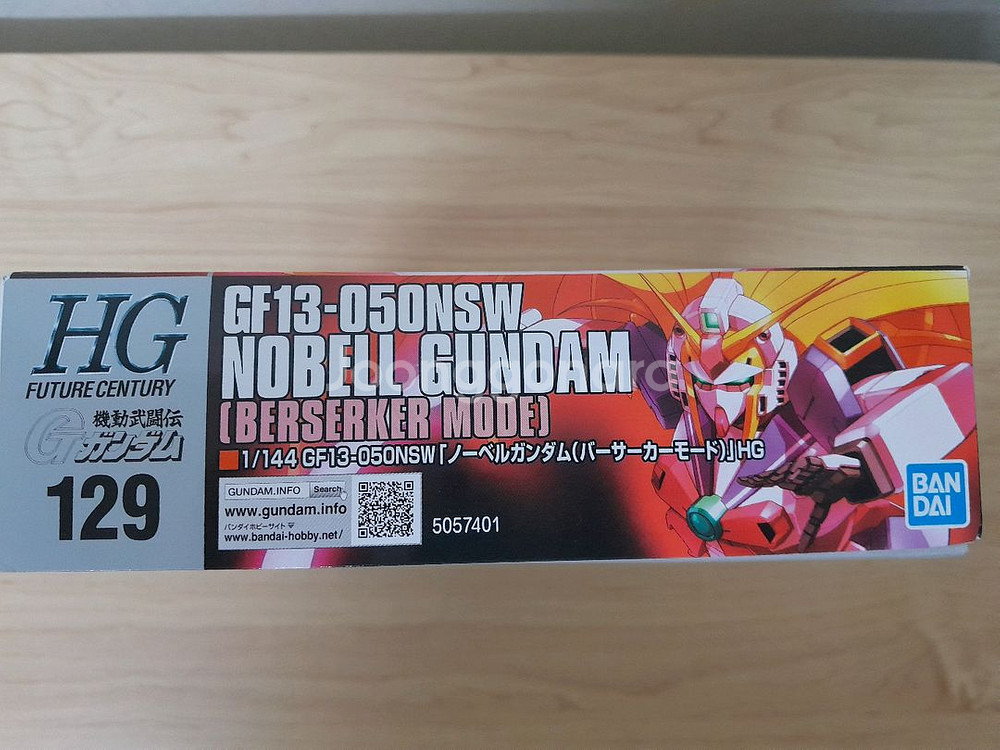 HG
FUTURE CENTURY
機動武闘伝
Gガンダム
129
GF13-050NSW
NOBELL GUNDAM
(BERSERKER MODE)
■1/144 GF13-050NSW「ノーベルガンダム(バーサーカーモード)」HG
GUNDAM.INFO Search
www.gundam.info
バンダイホビーサイト
www.bandai-hobby.net/
5057401
BAN
DAI